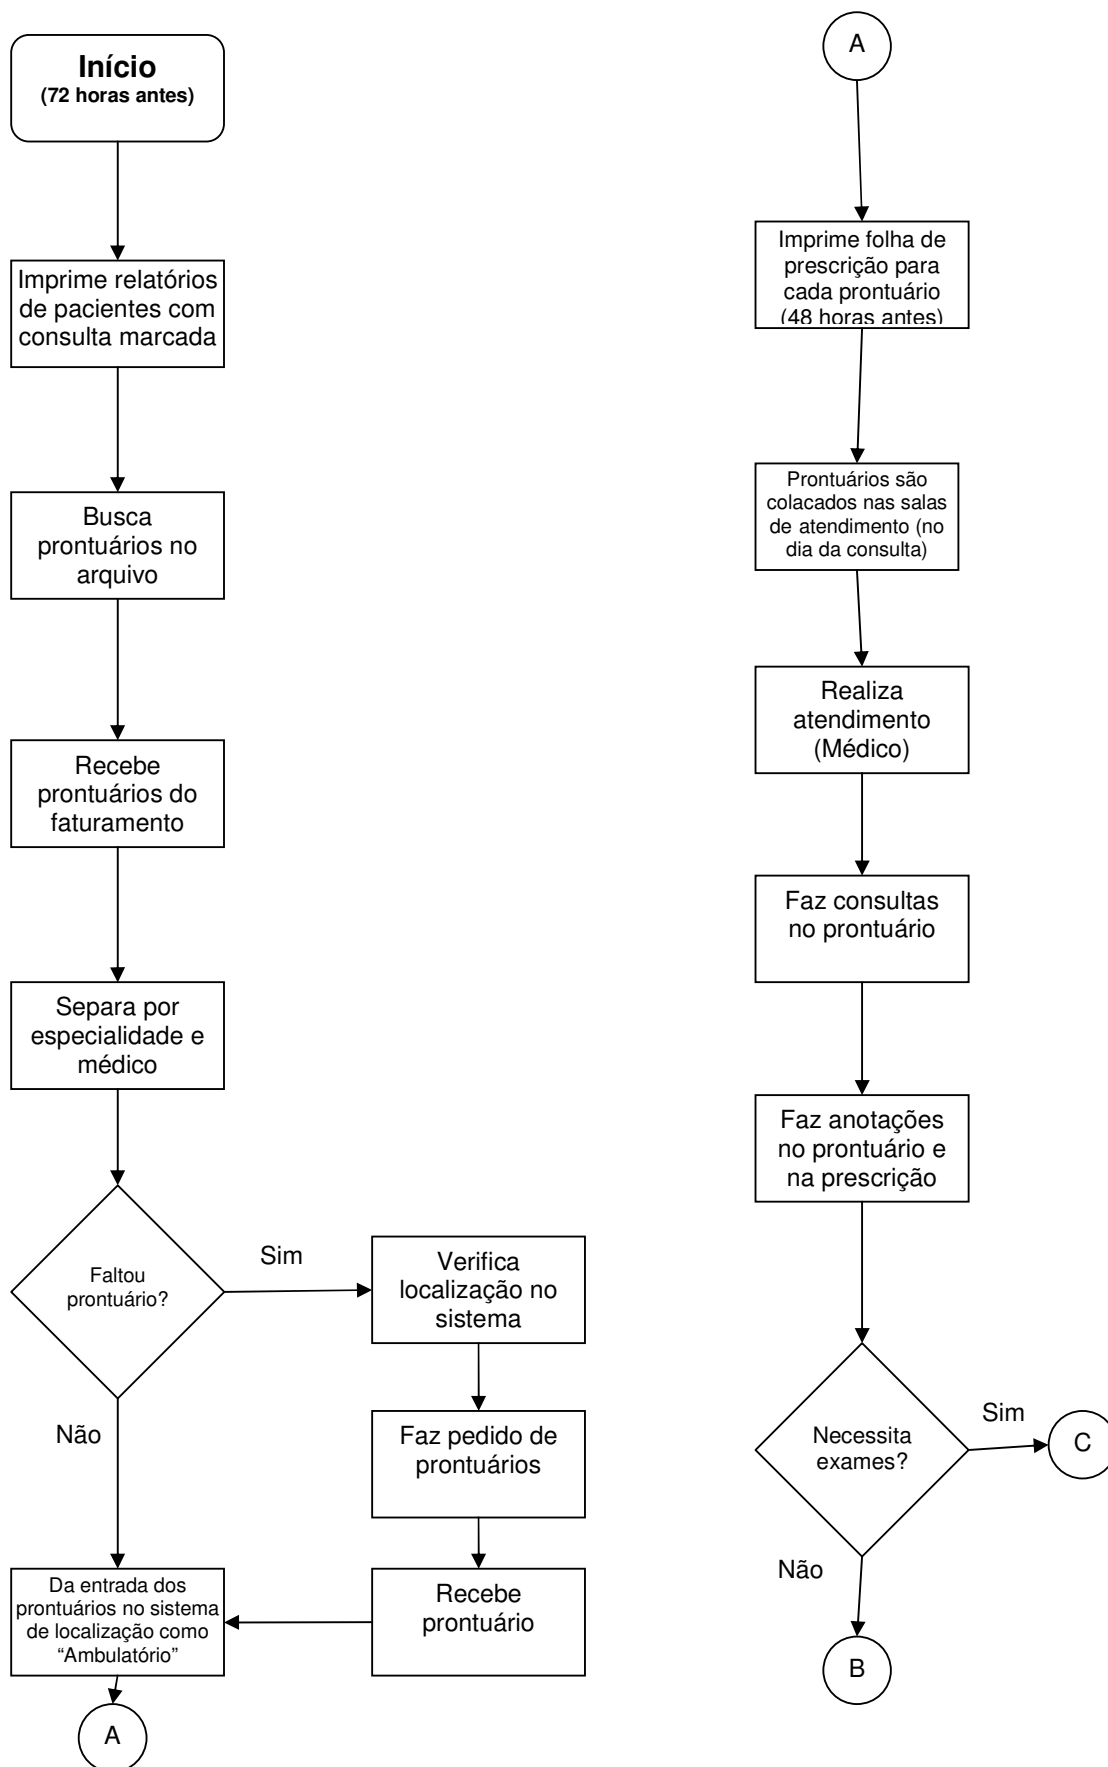 Início
(72 horas antes)
Imprime relatórios
de pacientes com
consulta marcada
Busca
prontuários no
arquivo
Recebe
prontuários do
faturamento
Separa por
especialidade e
médico
Faltou
prontuário?
Sim
Verifica
localização no
sistema
Faz pedido de
prontuários
Recebe
prontuário
Não
Da entrada dos
prontuários no sistema
de localização como
“Ambulatório”
A
A
Imprime folha de
prescrição para
cada prontuário
(48 horas antes)
Prontuários são
colacados nas salas
de atendimento (no
dia da consulta)
Realiza
atendimento
(Médico)
Faz consultas
no prontuário
Faz anotações
no prontuário e
na prescrição
Necessita
exames?
Sim
C
Não
B